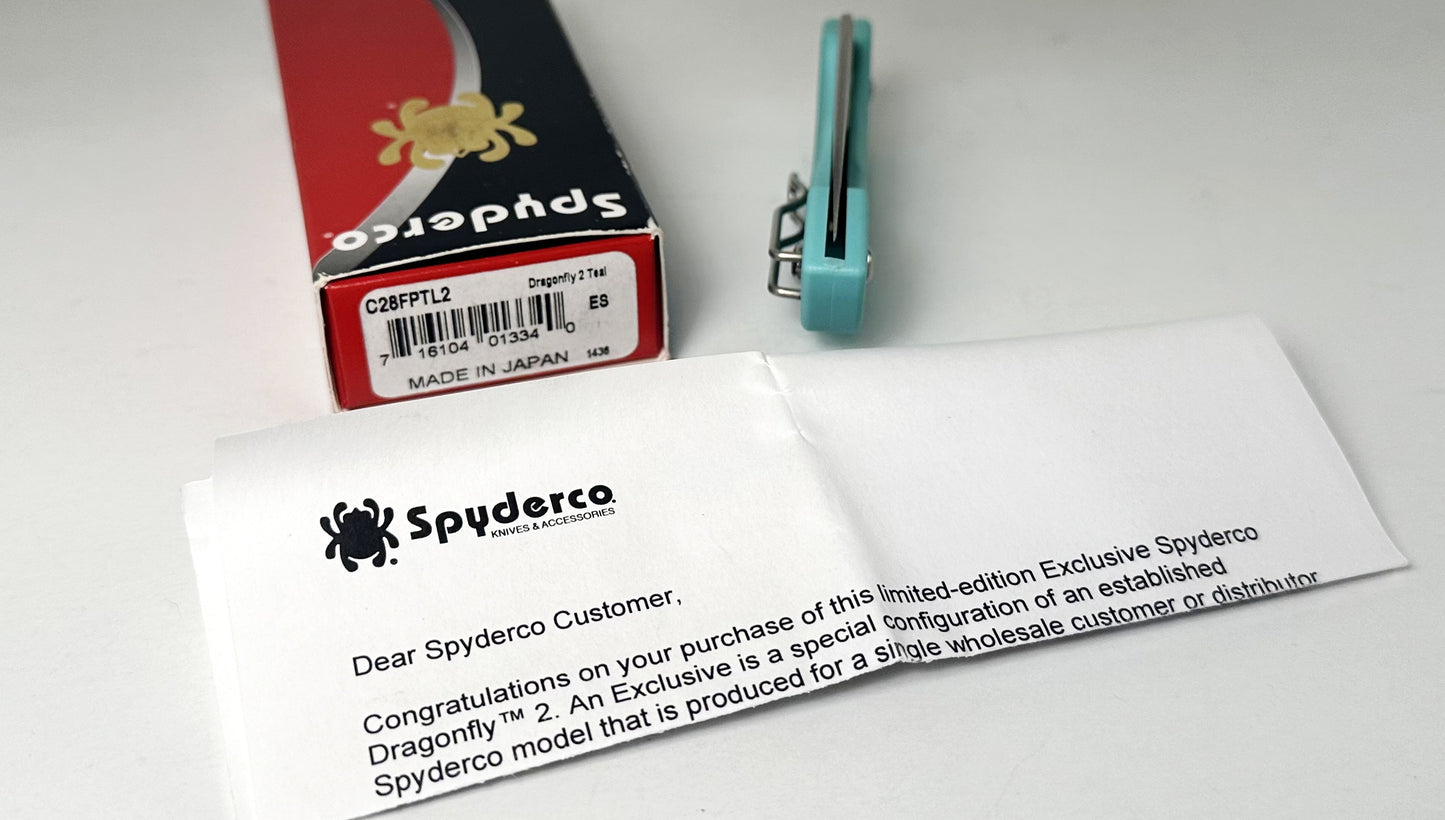 Spyderco
C28FPTL2
Dragonfly 2 Teal
ES
7 16104 01334 0
MADE IN JAPAN 1436
Spyderco
KNIVES & ACCESSORIES
Dear Spyderco Customer,
Congratulations on your purchase of this limited-edition Exclusive Spyderco
Dragonfly™ 2. An Exclusive is a special configuration of an established
Spyderco model that is produced for a single wholesale customer or distributor